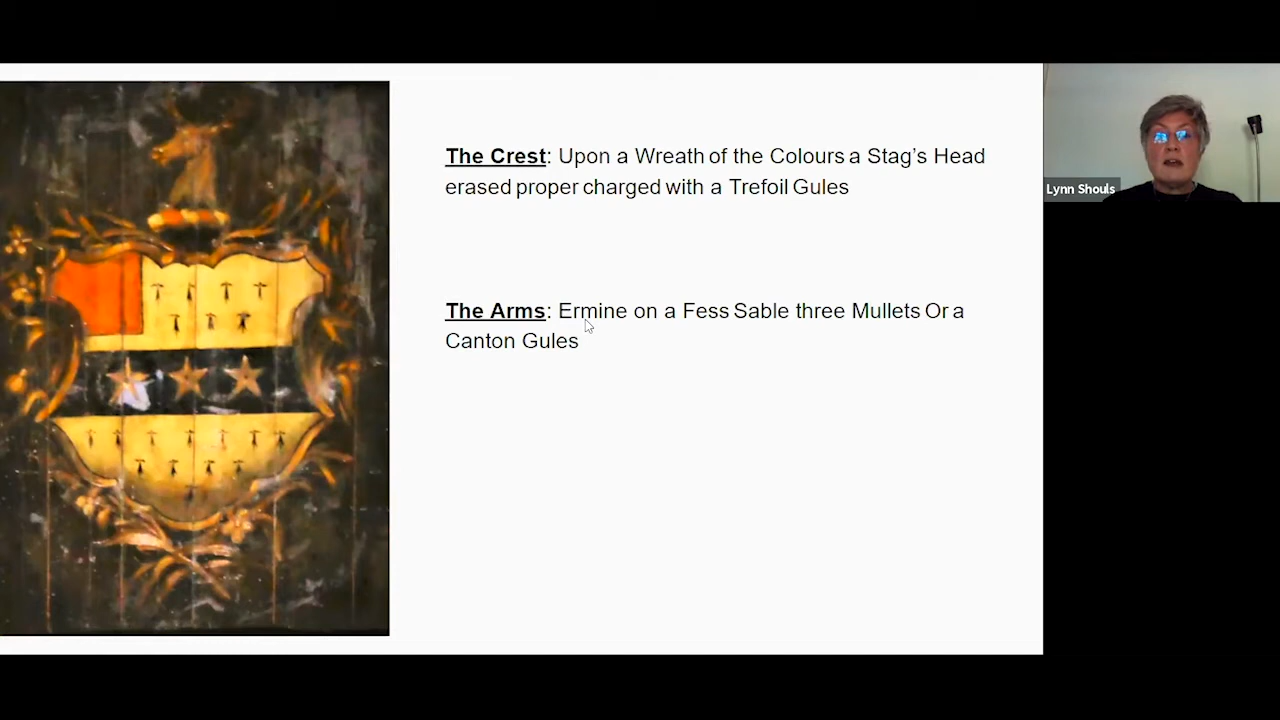 The Crest: Upon a Wreath of the Colours a Stag's Head
erased proper charged with a Trefoil Gules
The Arms: Ermine on a Fess Sable three Mullets Or a
Canton Gules
Lynn Shouls